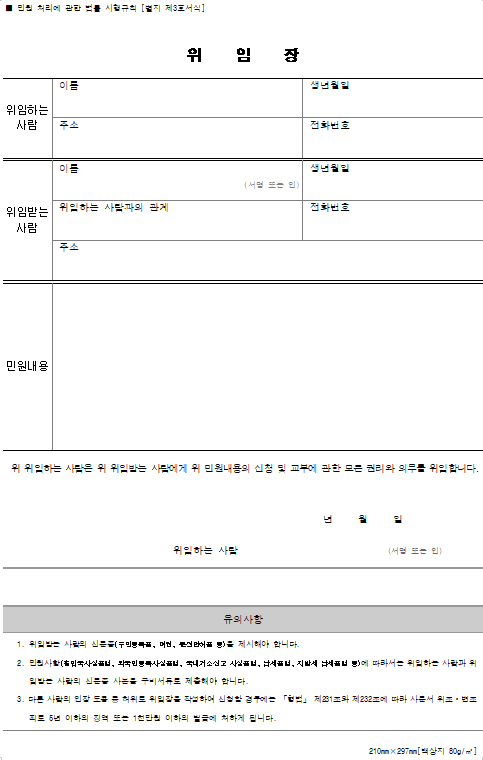 ■ 민원 처리에 관한 법률 시행규칙 [별지 제3호서식]
위 임 장
위임하는 사람
이름
생년월일
주소
전화번호
위임받는 사람
이름
(서명 또는 인)
생년월일
위임하는 사람과의 관계
전화번호
주소
민원내용
위 위임하는 사람은 위 위임받는 사람에게 위 민원내용의 신청 및 교부에 관한 모든 권리와 의무를 위임합니다.
년 월 일
위임하는 사람
(서명 또는 인)
유의사항
1. 위임받는 사람의 신분증(주민등록증, 여권, 운전면허증 등)을 제시해야 합니다.
2. 민원사항(출입국사실증명, 외국인등록사실증명, 국내거소신고 사실증명, 납세증명, 지방세 납세증명 등)에 따라서는 위임하는 사람과 위
임받는 사람의 신분증 사본을 구비서류로 제출해야 합니다.
3. 다른 사람의 인장 도용 등 허위로 위임장을 작성하여 신청할 경우에는 「형법」 제231조와 제232조에 따라 사문서 위조ㆍ변조
죄로 5년 이하의 징역 또는 1천만원 이하의 벌금에 처하게 됩니다.
210mm×297mm[백상지 80g/㎡]